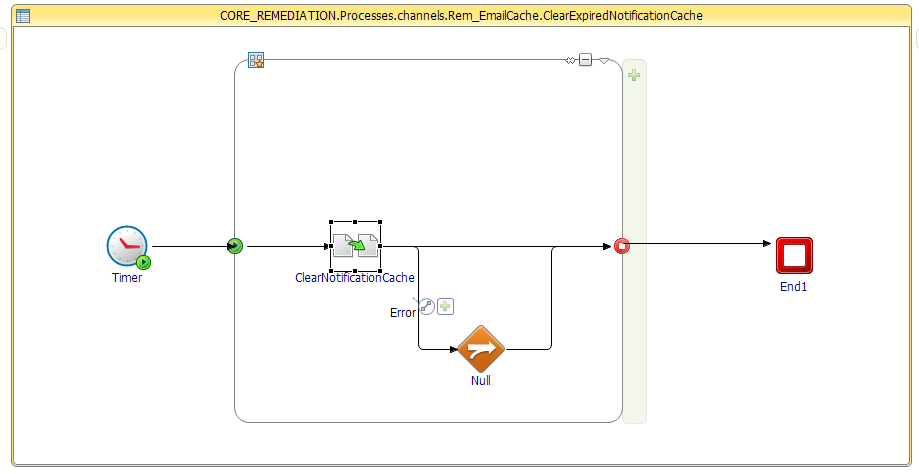 CORE_REMEDIATION.Processes.channels.Rem_EmailCache.ClearExpiredNotificationCache
Timer
ClearNotificationCache
Error
Null
End1